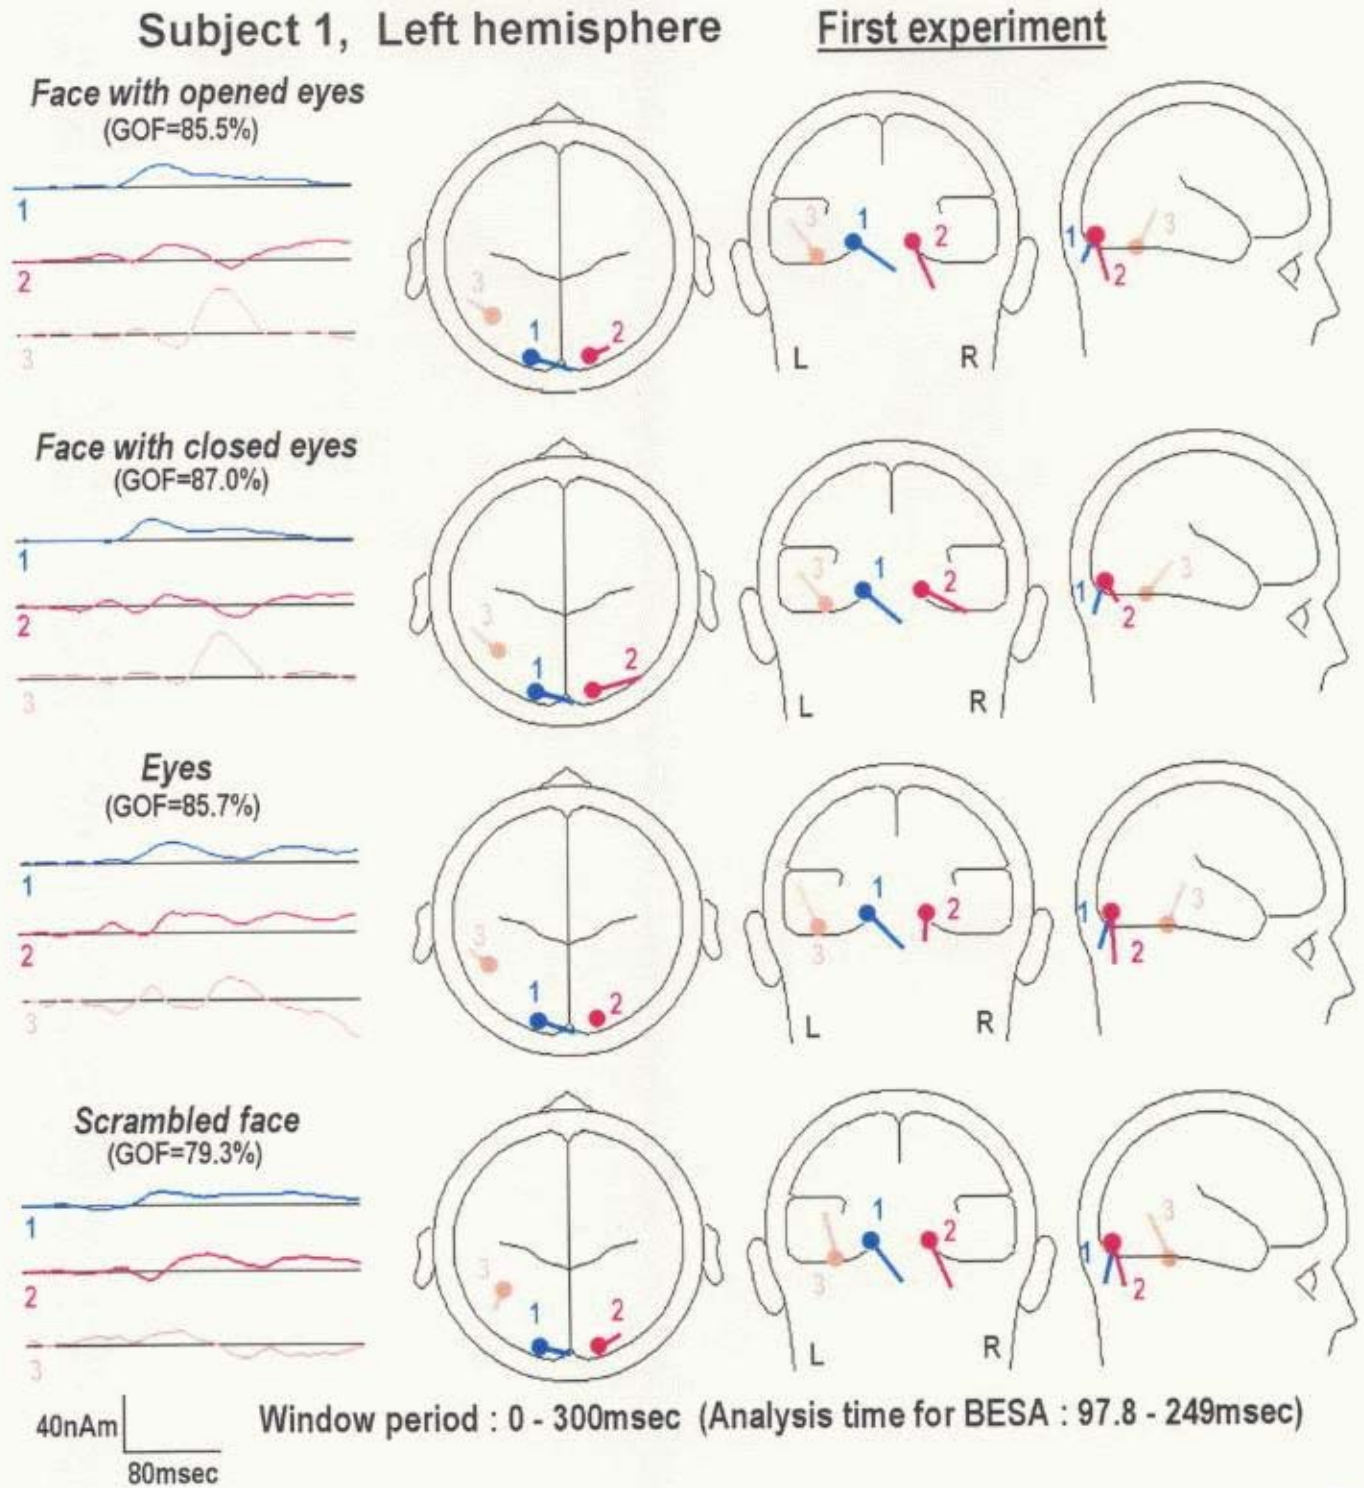 Subject 1, Left hemisphere First experiment
Face with opened eyes
(GOF=85.5%)
1
2
3
3
1
2
3
1
2
L
R
1
3
2
Face with closed eyes
(GOF=87.0%)
1
2
3
3
1
2
3
1
2
L
R
1
3
2
Eyes
(GOF=85.7%)
1
2
3
3
1
2
1
2
3
L
R
1
3
2
Scrambled face
(GOF=79.3%)
1
2
3
3
1
2
1
2
3
L
R
1
3
2
40nAm
80msec
Window period : 0 - 300msec (Analysis time for BESA : 97.8 - 249msec)